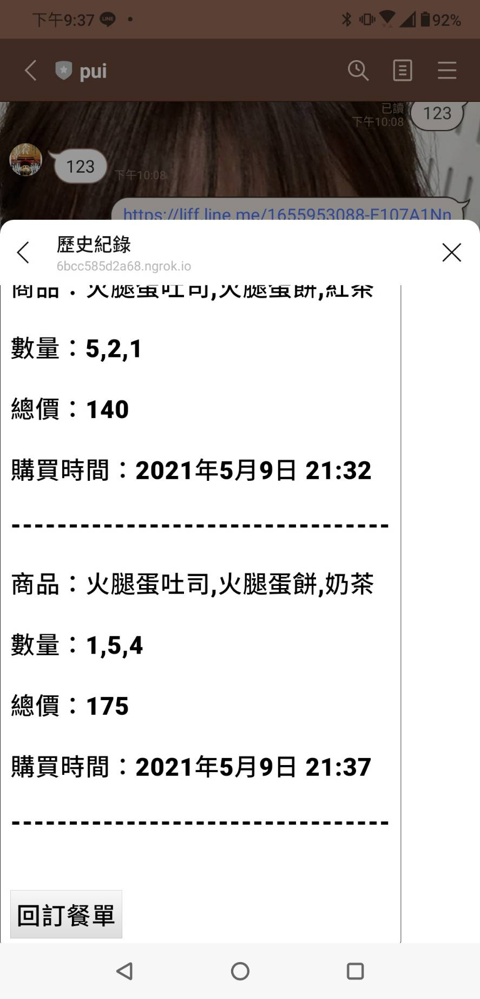 下午9:37 LINE
92%
pui
已讀
下午10:08
123
123
下午10:08
https://liff.line.me/1655953088-F107A1Nn
歷史紀錄
6bcc585d2a68.ngrok.io
商品：火腿蛋吐司,火腿蛋餅,紅茶
數量：5,2,1
總價：140
購買時間：2021年5月9日 21:32
---------------------------------
商品：火腿蛋吐司,火腿蛋餅,奶茶
數量：1,5,4
總價：175
購買時間：2021年5月9日 21:37
---------------------------------
回訂餐單